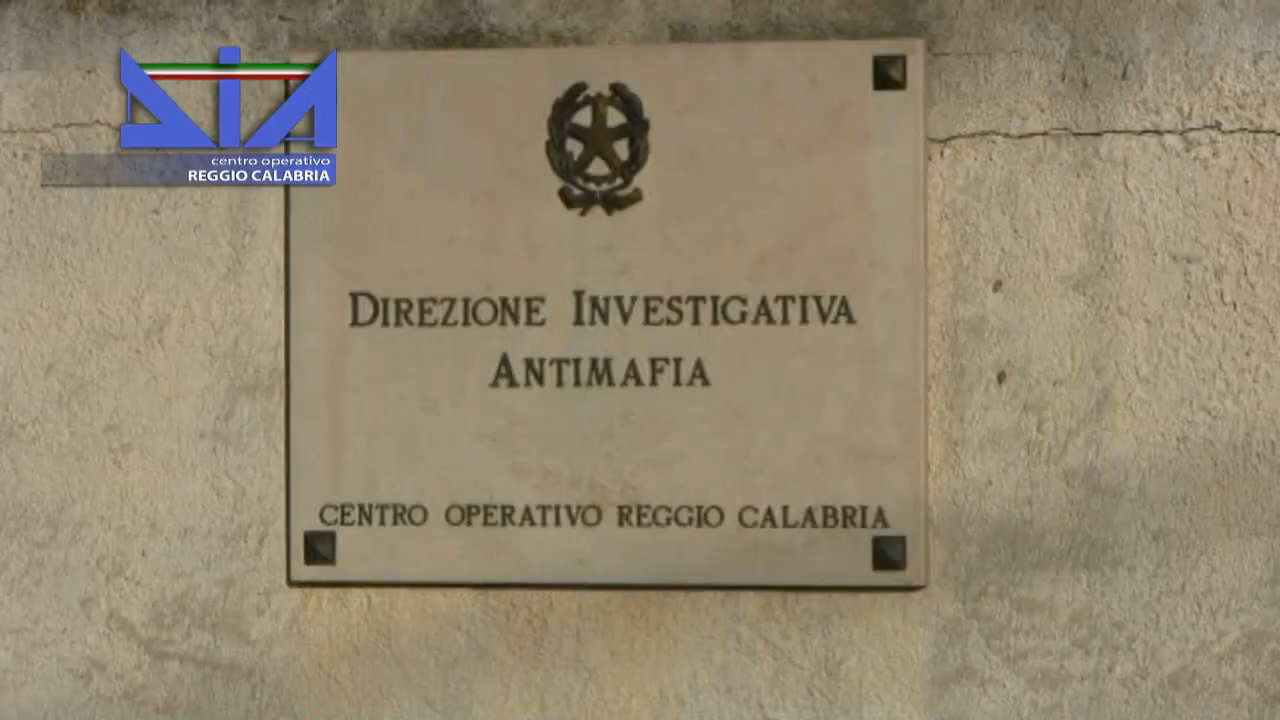 DIA
centro operativo
REGGIO CALABRIA
DIREZIONE INVESTIGATIVA
ANTIMAFIA
CENTRO OPERATIVO REGGIO CALABRIA